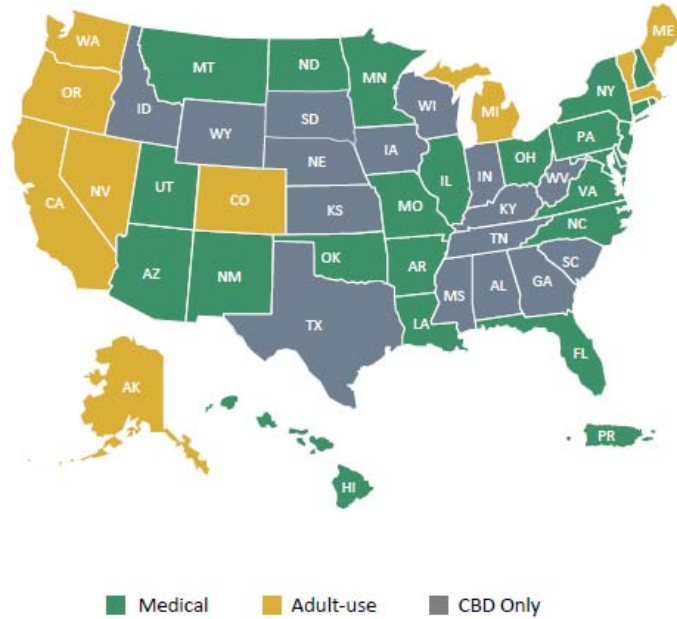 WA
ME
MT
ND
MN
OR
ID
WI
NY
SD
MI
WY
IA
PA
NE
OH
IL
IN
NV
UT
WV
CO
VA
CA
KS
MO
KY
NC
TN
OK
AZ
NM
AR
SC
MS
AL
GA
LA
TX
FL
AK
PR
HI
Medical
Adult-use
CBD Only